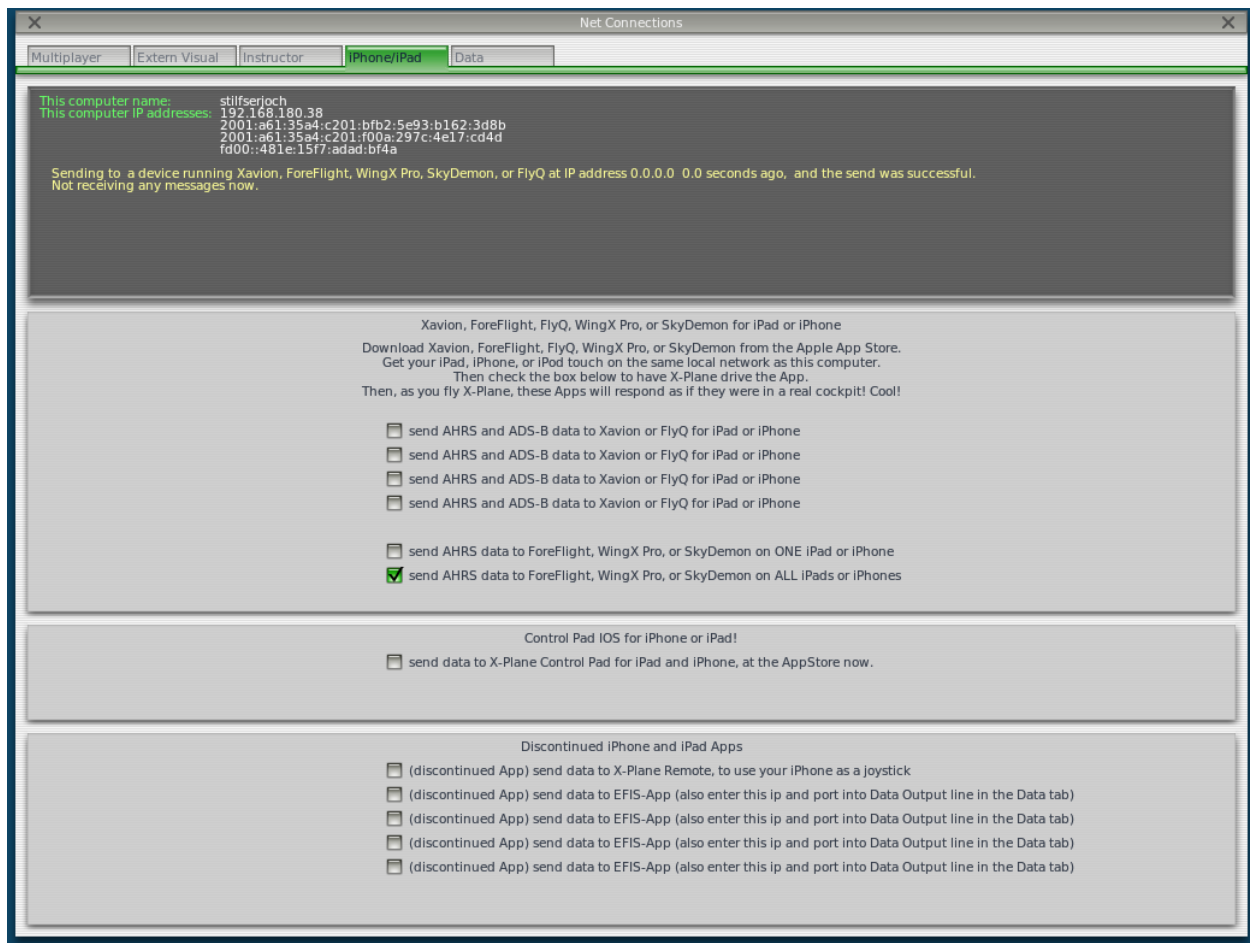 Net Connections
Multiplayer
Extern Visual
Instructor
iPhone/iPad
Data
This computer name: stilfserjoch
This computer IP addresses: 192.168.180.38
2001:a61:35a4:c201:bfb2:5e93:b162:3d8b
2001:a61:35a4:c201:f00a:297c:4e17:cd4d
fd00::481e:15f7:adad:bf4a
Sending to  a device running Xavion, ForeFlight, WingX Pro, SkyDemon, or FlyQ at IP address 0.0.0.0  0.0 seconds ago,  and the send was successful.
Not receiving any messages now.
Xavion, ForeFlight, FlyQ, WingX Pro, or SkyDemon for iPad or iPhone
Download Xavion, ForeFlight, FlyQ, WingX Pro, or SkyDemon from the Apple App Store.
Get your iPad, iPhone, or iPod touch on the same local network as this computer.
Then check the box below to have X-Plane drive the App.
Then, as you fly X-Plane, these Apps will respond as if they were in a real cockpit! Cool!
send AHRS and ADS-B data to Xavion or FlyQ for iPad or iPhone
send AHRS and ADS-B data to Xavion or FlyQ for iPad or iPhone
send AHRS and ADS-B data to Xavion or FlyQ for iPad or iPhone
send AHRS and ADS-B data to Xavion or FlyQ for iPad or iPhone
send AHRS data to ForeFlight, WingX Pro, or SkyDemon on ONE iPad or iPhone
send AHRS data to ForeFlight, WingX Pro, or SkyDemon on ALL iPads or iPhones
Control Pad IOS for iPhone or iPad!
send data to X-Plane Control Pad for iPad and iPhone, at the AppStore now.
Discontinued iPhone and iPad Apps
(discontinued App) send data to X-Plane Remote, to use your iPhone as a joystick
(discontinued App) send data to EFIS-App (also enter this ip and port into Data Output line in the Data tab)
(discontinued App) send data to EFIS-App (also enter this ip and port into Data Output line in the Data tab)
(discontinued App) send data to EFIS-App (also enter this ip and port into Data Output line in the Data tab)
(discontinued App) send data to EFIS-App (also enter this ip and port into Data Output line in the Data tab)